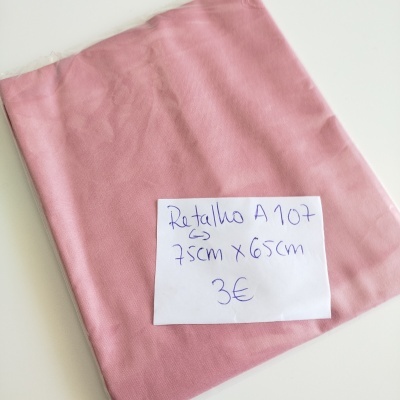 Retalho A107
↔
75cm x 65cm
3€